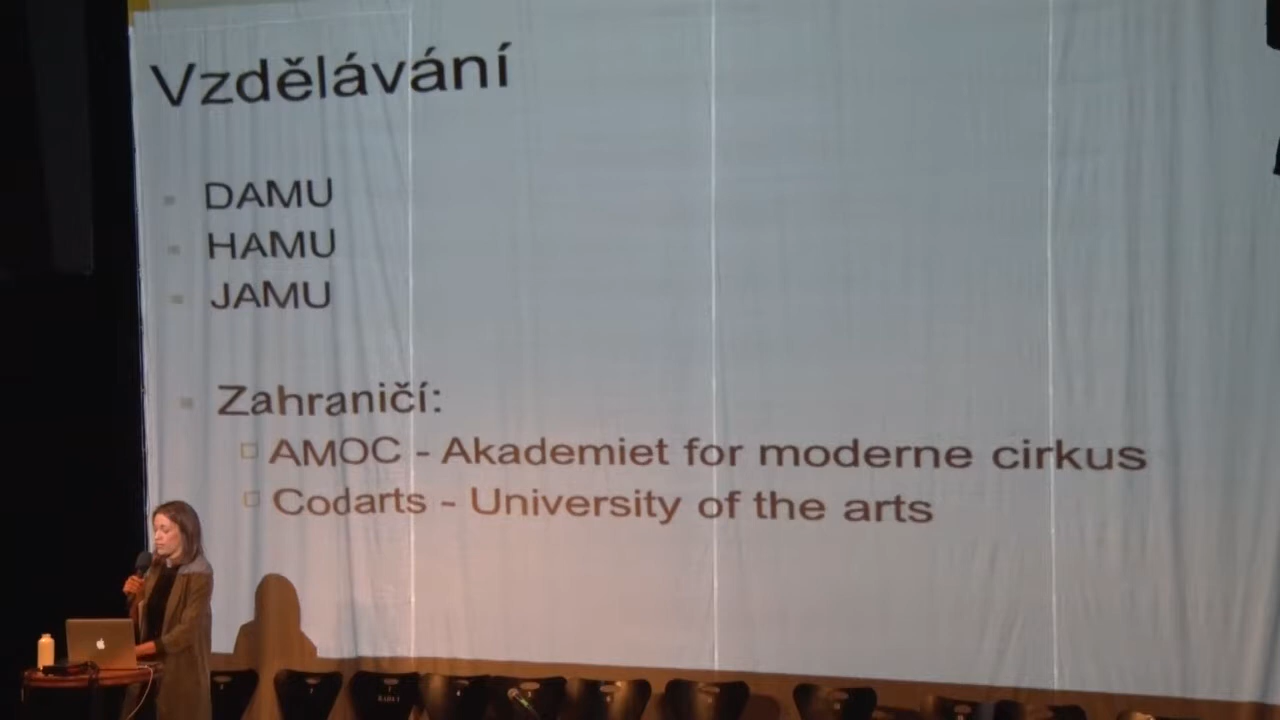 Vzdělávání
DAMU
HAMU
JAMU
Zahraničí:
AMOC - Akademiet for moderne cirkus
Codarts - University of the arts